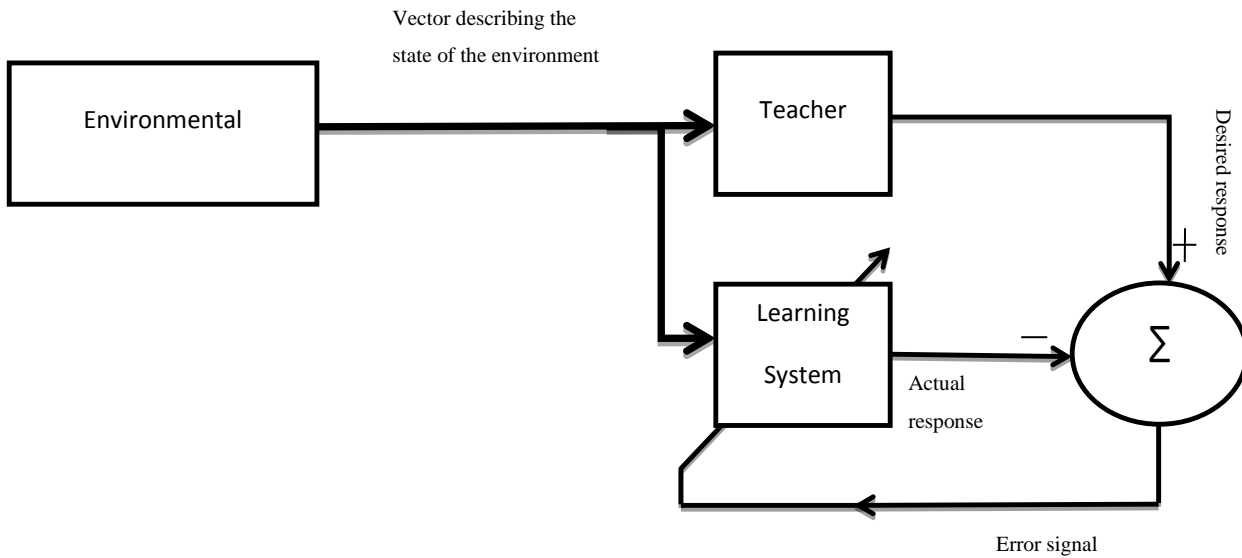 Vector describing the
state of the environment
Environmental
Teacher
Desired response
+
Learning
System
−
Σ
Actual
response
Error signal